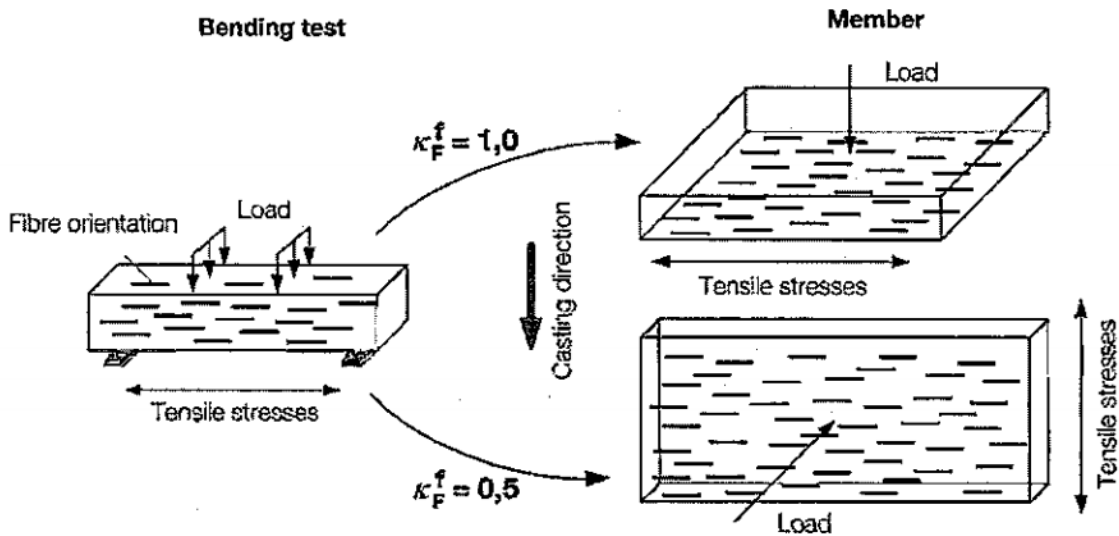 Bending test
Member
Load
κ_F^f = 1,0
Fibre orientation
Load
Casting direction
Tensile stresses
Tensile stresses
Tensile stresses
κ_F^f = 0,5
Load